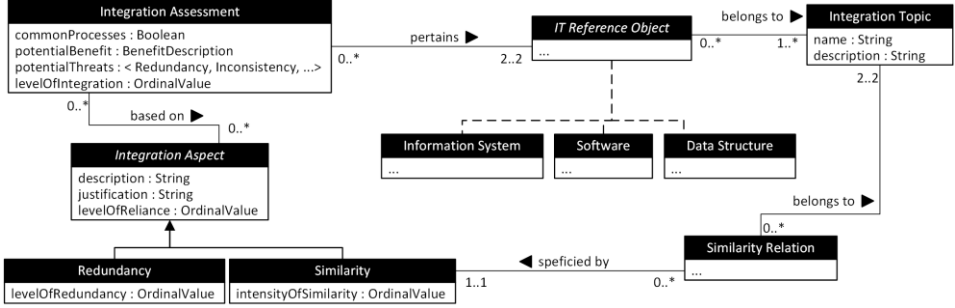 Integration Assessment
commonProcesses : Boolean
potentialBenefit : BenefitDescription
potentialThreats : < Redundancy, Inconsistency, ...>
levelOfIntegration : OrdinalValue
pertains
0..*
2..2
IT Reference Object
...
belongs to
0..*
1..*
Integration Topic
name : String
description : String
2..2
0..*
based on
0..*
Integration Aspect
description : String
justification : String
levelOfReliance : OrdinalValue
Information System
...
Software
...
Data Structure
...
belongs to
0..*
Similarity Relation
...
Redundancy
levelOfRedundancy : OrdinalValue
Similarity
intensityOfSimilarity : OrdinalValue
speficied by
1..1
0..*